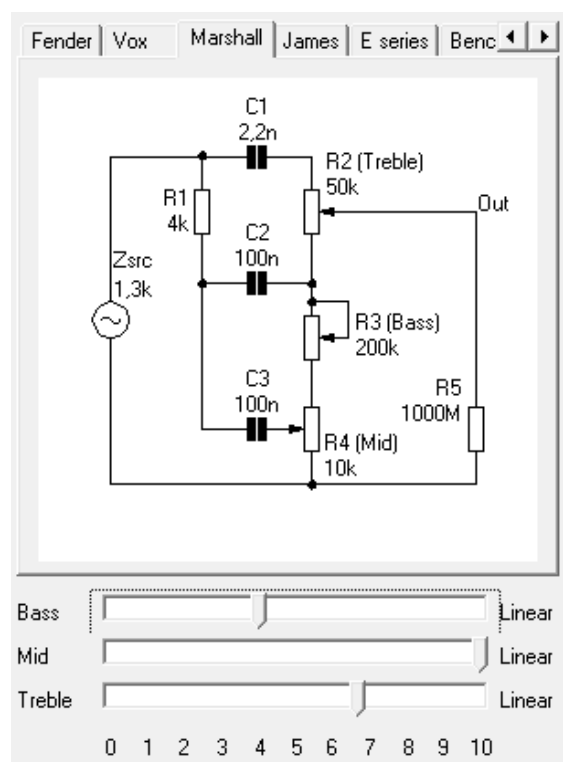 Fender Vox Marshall James E series Benc
C1
2,2n
R2 (Treble)
50k
R1
4k
Out
C2
100n
Zsrc
1,3k
R3 (Bass)
200k
C3
100n
R5
1000M
R4 (Mid)
10k
Bass Linear
Mid Linear
Treble Linear
0 1 2 3 4 5 6 7 8 9 10